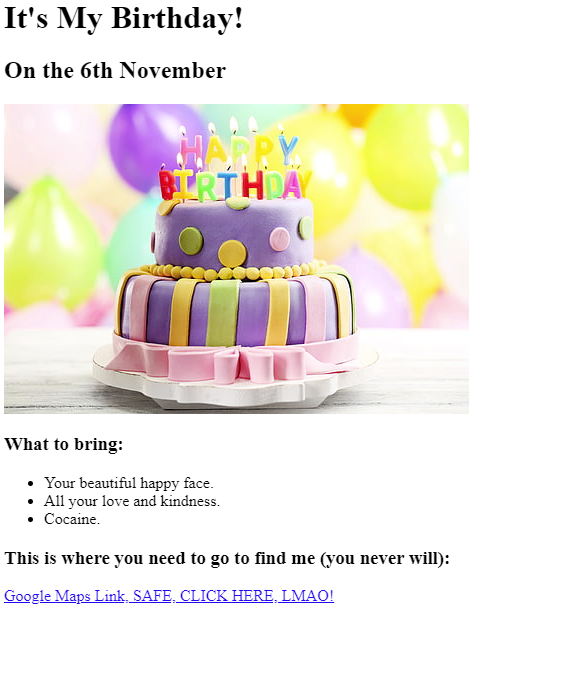 It's My Birthday!
On the 6th November
HAPPY
BIRTHDAY
What to bring:
Your beautiful happy face.
All your love and kindness.
Cocaine.
This is where you need to go to find me (you never will):
Google Maps Link, SAFE, CLICK HERE, LMAO!